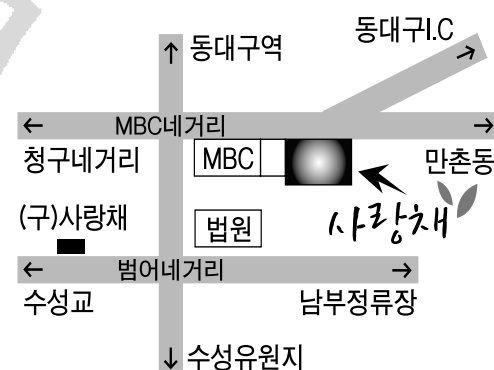 동대구I.C
↑ 동대구역
← MBC네거리 →
청구네거리
MBC
만촌동
(구)사랑채
법원
사랑채
← 범어네거리 →
수성교
남부정류장
↓ 수성유원지